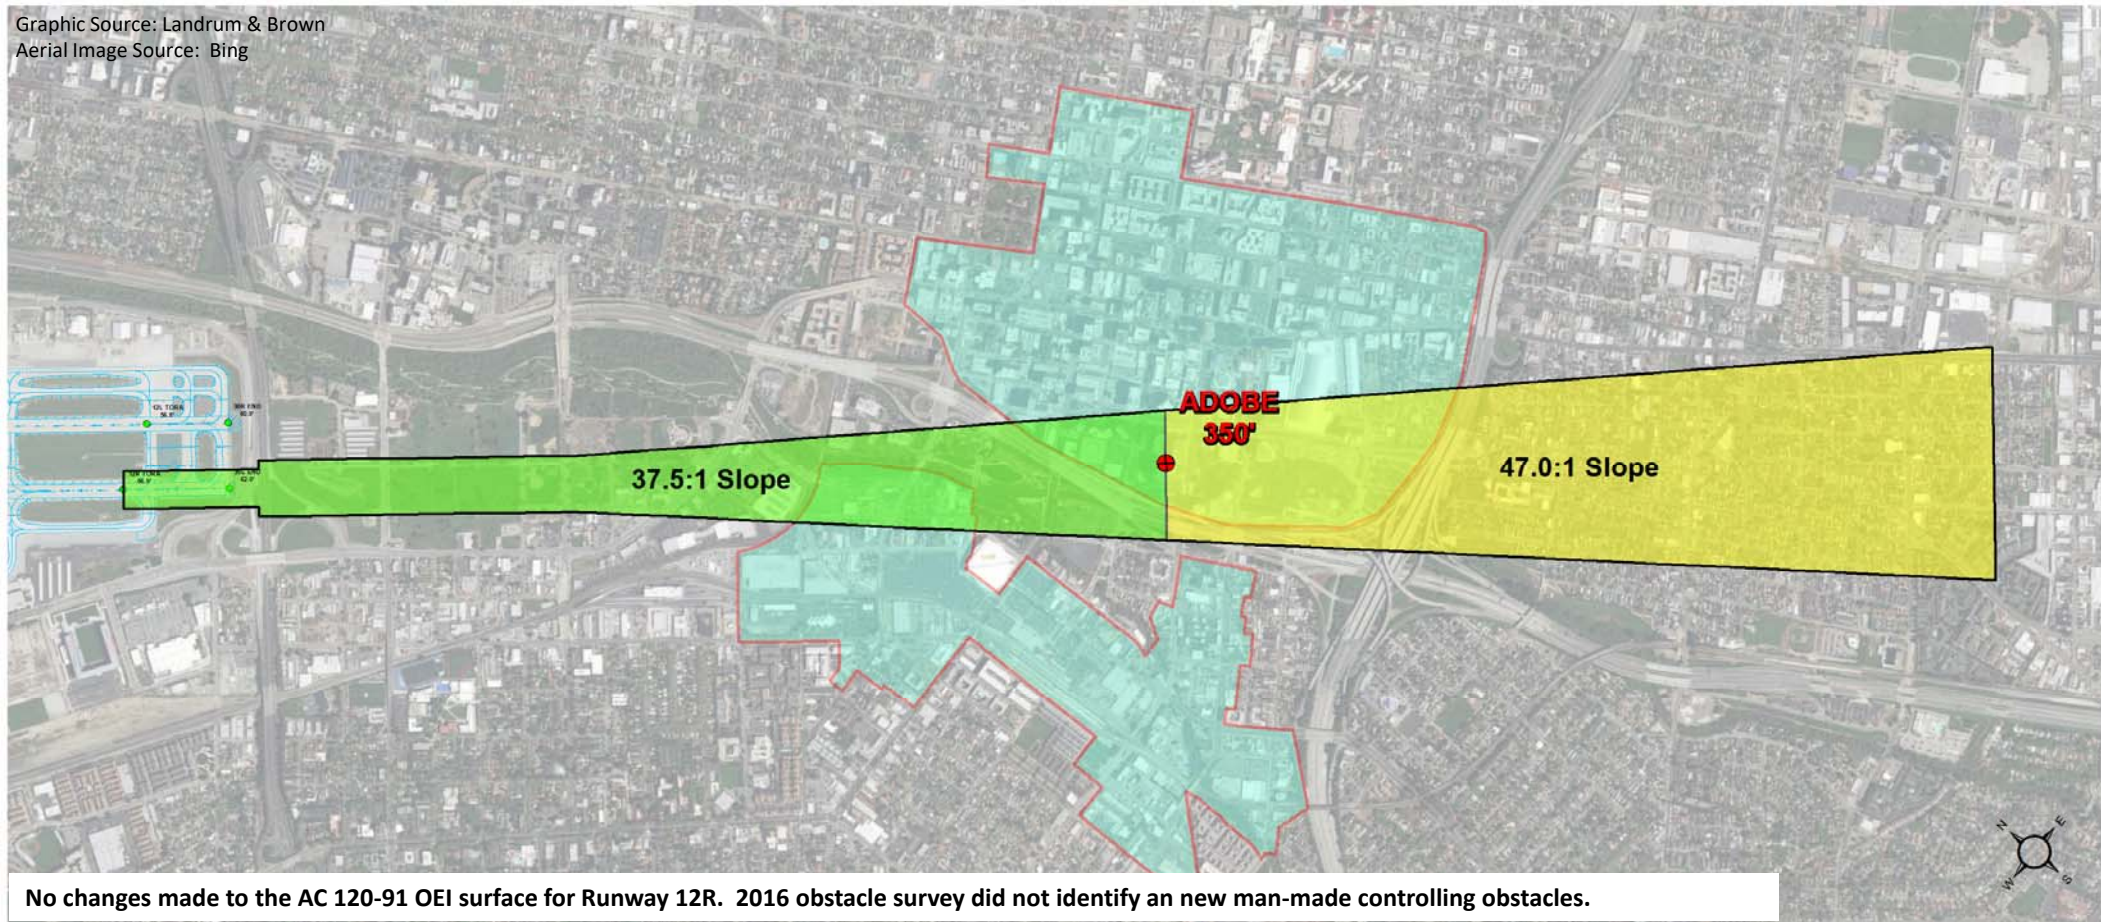 Graphic Source: Landrum & Brown
Aerial Image Source: Bing
ADOBE
350'
37.5:1 Slope
47.0:1 Slope
12L TORA
N
E
W
S
No changes made to the AC 120-91 OEI surface for Runway 12R. 2016 obstacle survey did not identify an new man-made controlling obstacles.